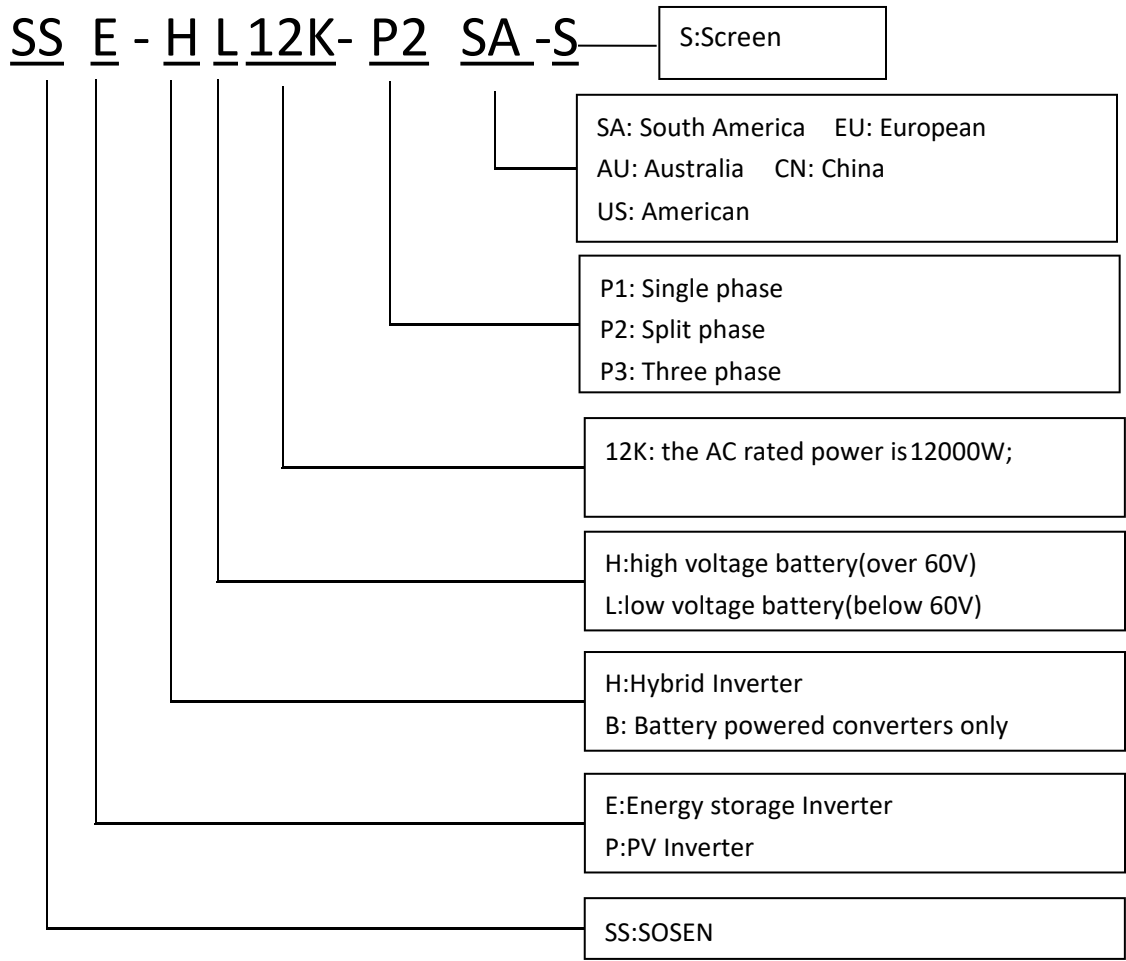 SS E - H L 12K- P2 SA -S
S:Screen
SA: South America EU: European
AU: Australia CN: China
US: American
P1: Single phase
P2: Split phase
P3: Three phase
12K: the AC rated power is12000W;
H:high voltage battery(over 60V)
L:low voltage battery(below 60V)
H:Hybrid Inverter
B: Battery powered converters only
E:Energy storage Inverter
P:PV Inverter
SS:SOSEN